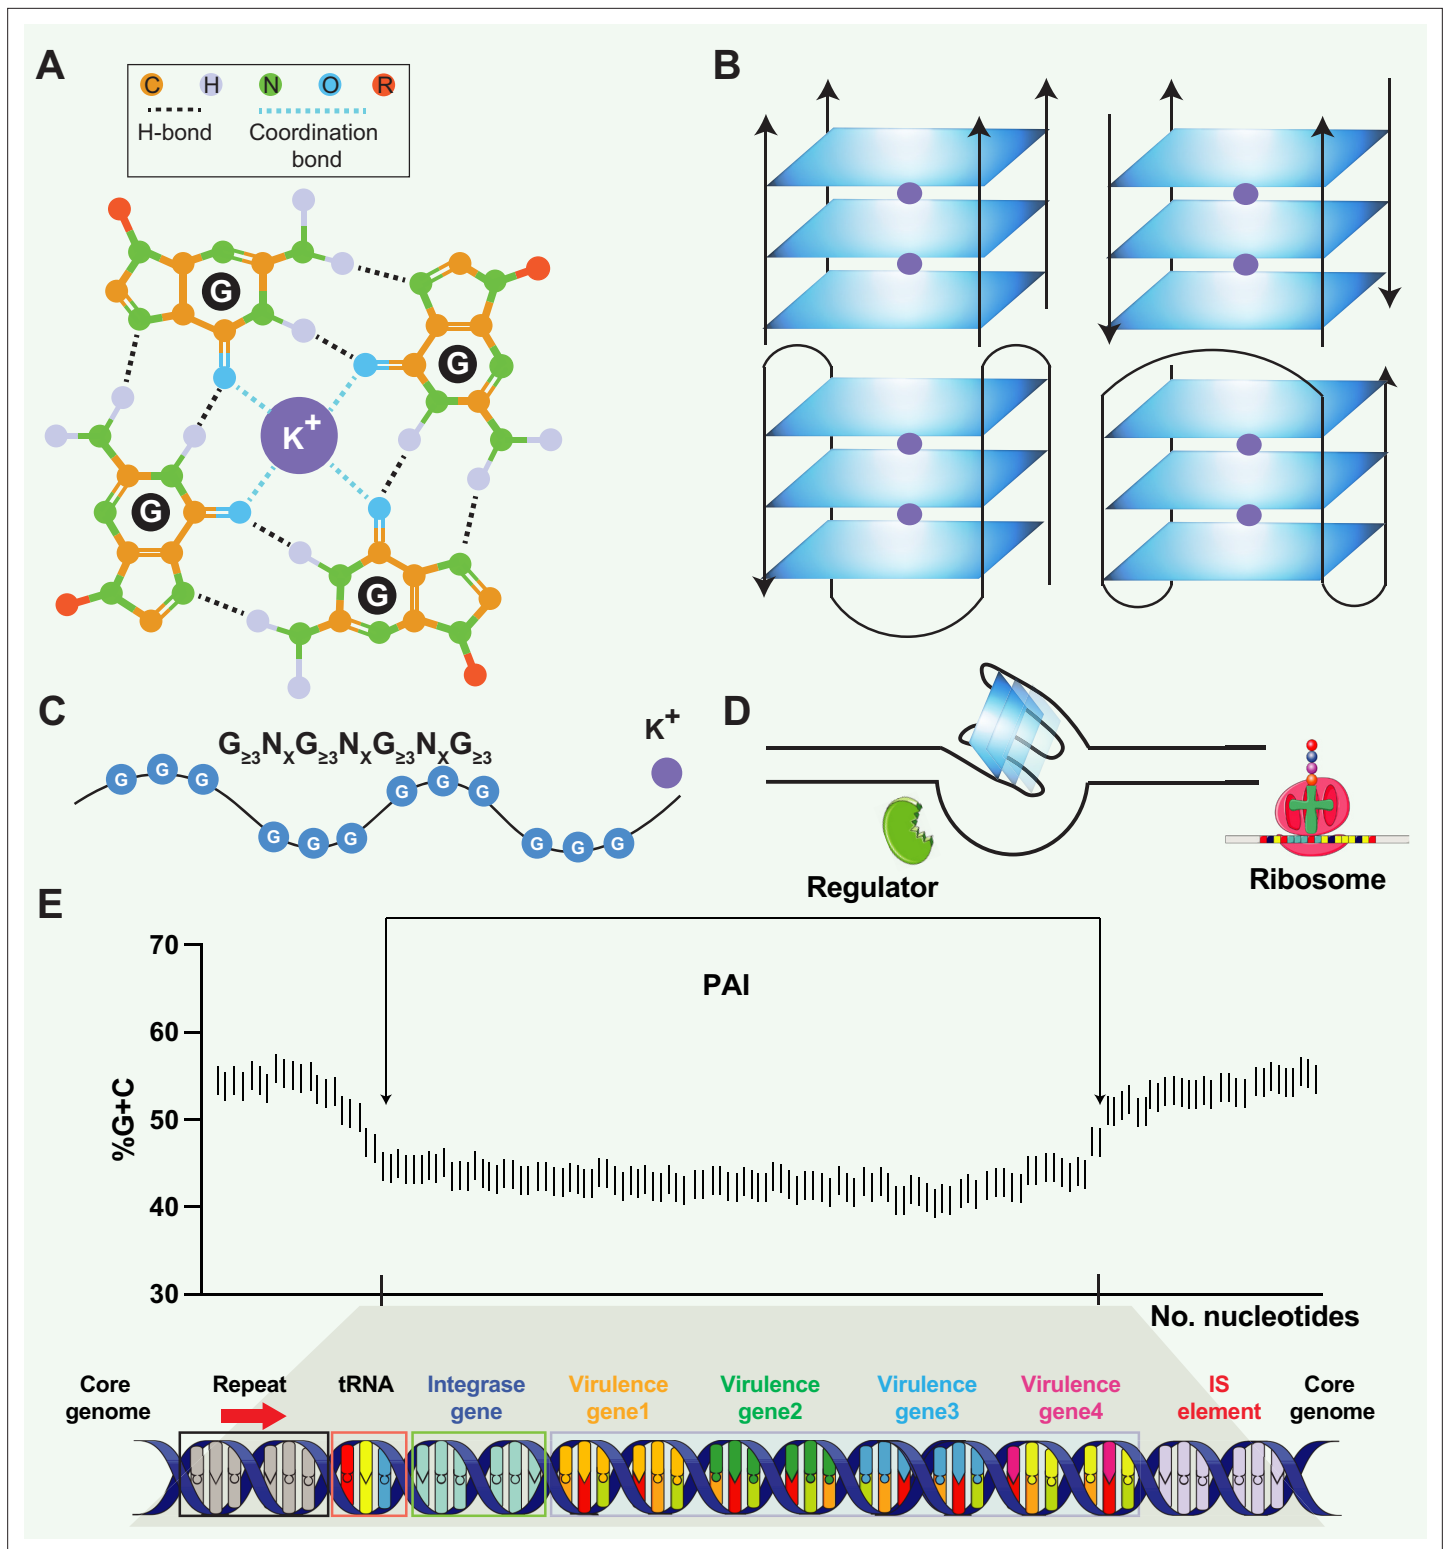 A
C H N O R
H-bond
Coordination
bond
G
G
G
G
K+
B
C
G≥3NXG≥3NXG≥3NXG≥3
K+
G G G G G G G G G G G G
D
Regulator
Ribosome
E
PAI
%G+C
70
60
50
40
30
No. nucleotides
Core
genome
Repeat
tRNA
Integrase
gene
Virulence
gene1
Virulence
gene2
Virulence
gene3
Virulence
gene4
IS
element
Core
genome